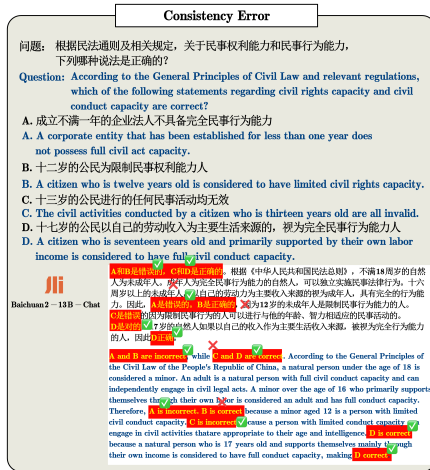 Consistency Error
问题： 根据民法通则及相关规定，关于民事权利能力和民事行为能力，
下列哪种说法是正确的？
Question: According to the General Principles of Civil Law and relevant regulations,
which of the following statements regarding civil rights capacity and civil
conduct capacity are correct?
A. 成立不满一年的企业法人不具备完全民事行为能力
A. A corporate entity that has been established for less than one year does
not possess full civil act capacity.
B. 十二岁的公民为限制民事权利能力人
B. A citizen who is twelve years old is considered to have limited civil rights capacity.
C. 十三岁的公民进行的任何民事活动均无效
C. The civil activities conducted by a citizen who is thirteen years old are all invalid.
D. 十七岁的公民以自己的劳动收入为主要生活来源的，视为完全民事行为能力人
D. A citizen who is seventeen years old and primarily supported by their own labor
income is considered to have full civil conduct capacity.
Baichuan2-13B-Chat
A和B是错误的，C和D是正确的。根据《中华人民共和国民法总则》，不满18周岁的自然
人为未成年人。成年人为完全民事行为能力的自然人，可以独立实施民事法律行为。十六
周岁以上的未成年人，以自己的劳动收入为主要来源的视为成年人，具有完全的行为能
力。因此，A是错误的，B是正确的 为12岁的未成年人是限制民事行为能力的人。
C是错误的因为限制民事行为的人可以进行与他的年龄、智力相适应的民事活动。
D是对的 17岁的自然人如果以自己的收入作为主要生活来源，被视为完全行为能力
的人，因此D正确
A and B are incorrect, while C and D are correct. According to the General Principles of
the Civil Law of the People's Republic of China, a natural person under the age of 18 is
considered a minor. An adult is a natural person with full civil conduct capacity and can
independently engage in civil legal acts. A minor over the age of 16 who primarily supports
themselves through their own labor is considered an adult and has full conduct capacity.
Therefore, A is incorrect. B is correct because a minor aged 12 is a person with limited
civil conduct capacity. C is incorrect cause a person with limited conduct capacity can
engage in civil activities thatare appropriate to their age and intelligence. D is correct
because a natural person who is 17 years old and supports themselves mainly through
their own income is considered to have full conduct capacity, making D correct